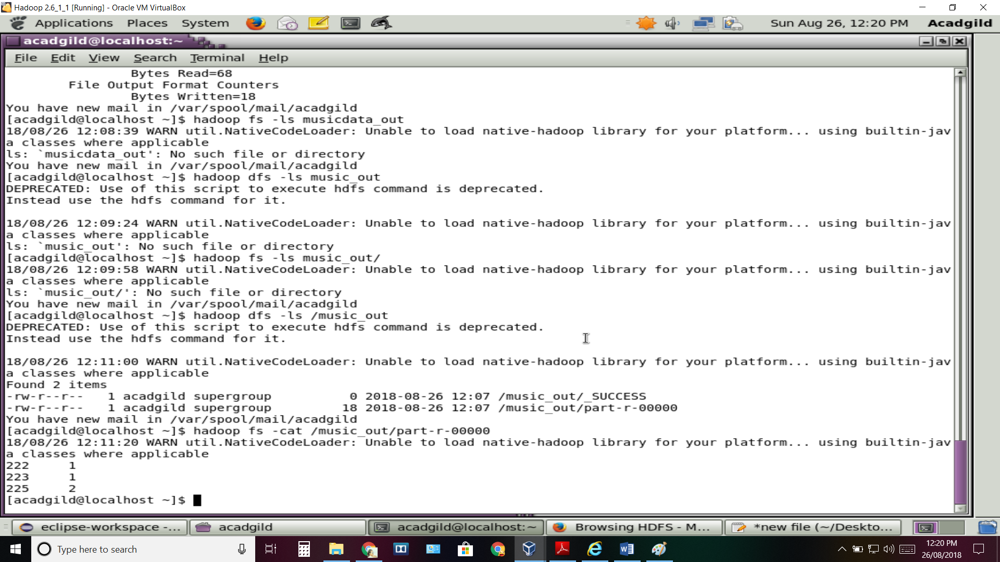 Hadoop 2.6_1_1 [Running] - Oracle VM VirtualBox
Applications Places System Sun Aug 26, 12:20 PM Acadgild
acadgild@localhost:~
File Edit View Search Terminal Help
Bytes Read=68
File Output Format Counters
Bytes Written=18
You have new mail in /var/spool/mail/acadgild
[acadgild@localhost ~]$ hadoop fs -ls musicdata_out
18/08/26 12:08:39 WARN util.NativeCodeLoader: Unable to load native-hadoop library for your platform... using builtin-jav
a classes where applicable
ls: `musicdata_out': No such file or directory
You have new mail in /var/spool/mail/acadgild
[acadgild@localhost ~]$ hadoop dfs -ls music_out
DEPRECATED: Use of this script to execute hdfs command is deprecated.
Instead use the hdfs command for it.
18/08/26 12:09:24 WARN util.NativeCodeLoader: Unable to load native-hadoop library for your platform... using builtin-jav
a classes where applicable
ls: `music_out': No such file or directory
[acadgild@localhost ~]$ hadoop fs -ls music_out/
18/08/26 12:09:58 WARN util.NativeCodeLoader: Unable to load native-hadoop library for your platform... using builtin-jav
a classes where applicable
ls: `music_out/': No such file or directory
You have new mail in /var/spool/mail/acadgild
[acadgild@localhost ~]$ hadoop dfs -ls /music_out
DEPRECATED: Use of this script to execute hdfs command is deprecated.
Instead use the hdfs command for it.
18/08/26 12:11:00 WARN util.NativeCodeLoader: Unable to load native-hadoop library for your platform... using builtin-jav
a classes where applicable
Found 2 items
-rw-r--r--   1 acadgild supergroup          0 2018-08-26 12:07 /music_out/_SUCCESS
-rw-r--r--   1 acadgild supergroup         18 2018-08-26 12:07 /music_out/part-r-00000
You have new mail in /var/spool/mail/acadgild
[acadgild@localhost ~]$ hadoop fs -cat /music_out/part-r-00000
18/08/26 12:11:20 WARN util.NativeCodeLoader: Unable to load native-hadoop library for your platform... using builtin-jav
a classes where applicable
222     1
223     1
225     2
[acadgild@localhost ~]$
eclipse-workspace -... acadgild acadgild@localhost:~ Browsing HDFS - M... *new file (~/Deskto...
Type here to search 12:20 PM
26/08/2018